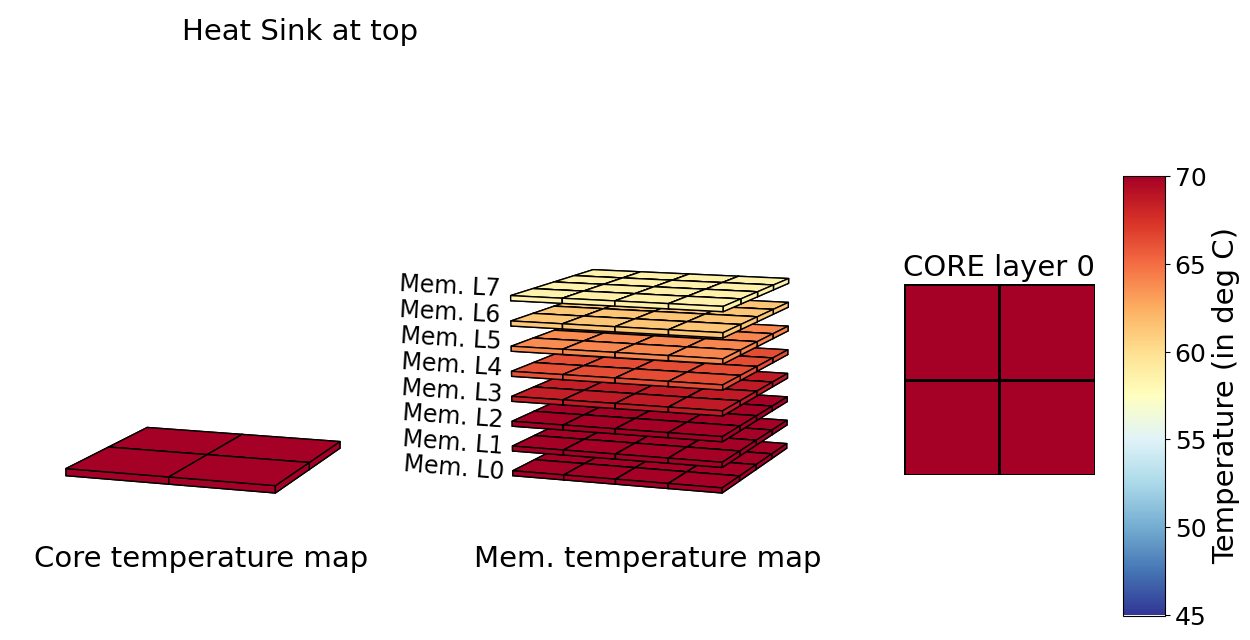 Heat Sink at top
Mem. L7
Mem. L6
Mem. L5
Mem. L4
Mem. L3
Mem. L2
Mem. L1
Mem. L0
Core temperature map
Mem. temperature map
CORE layer 0
70
65
60
55
50
45
Temperature (in deg C)